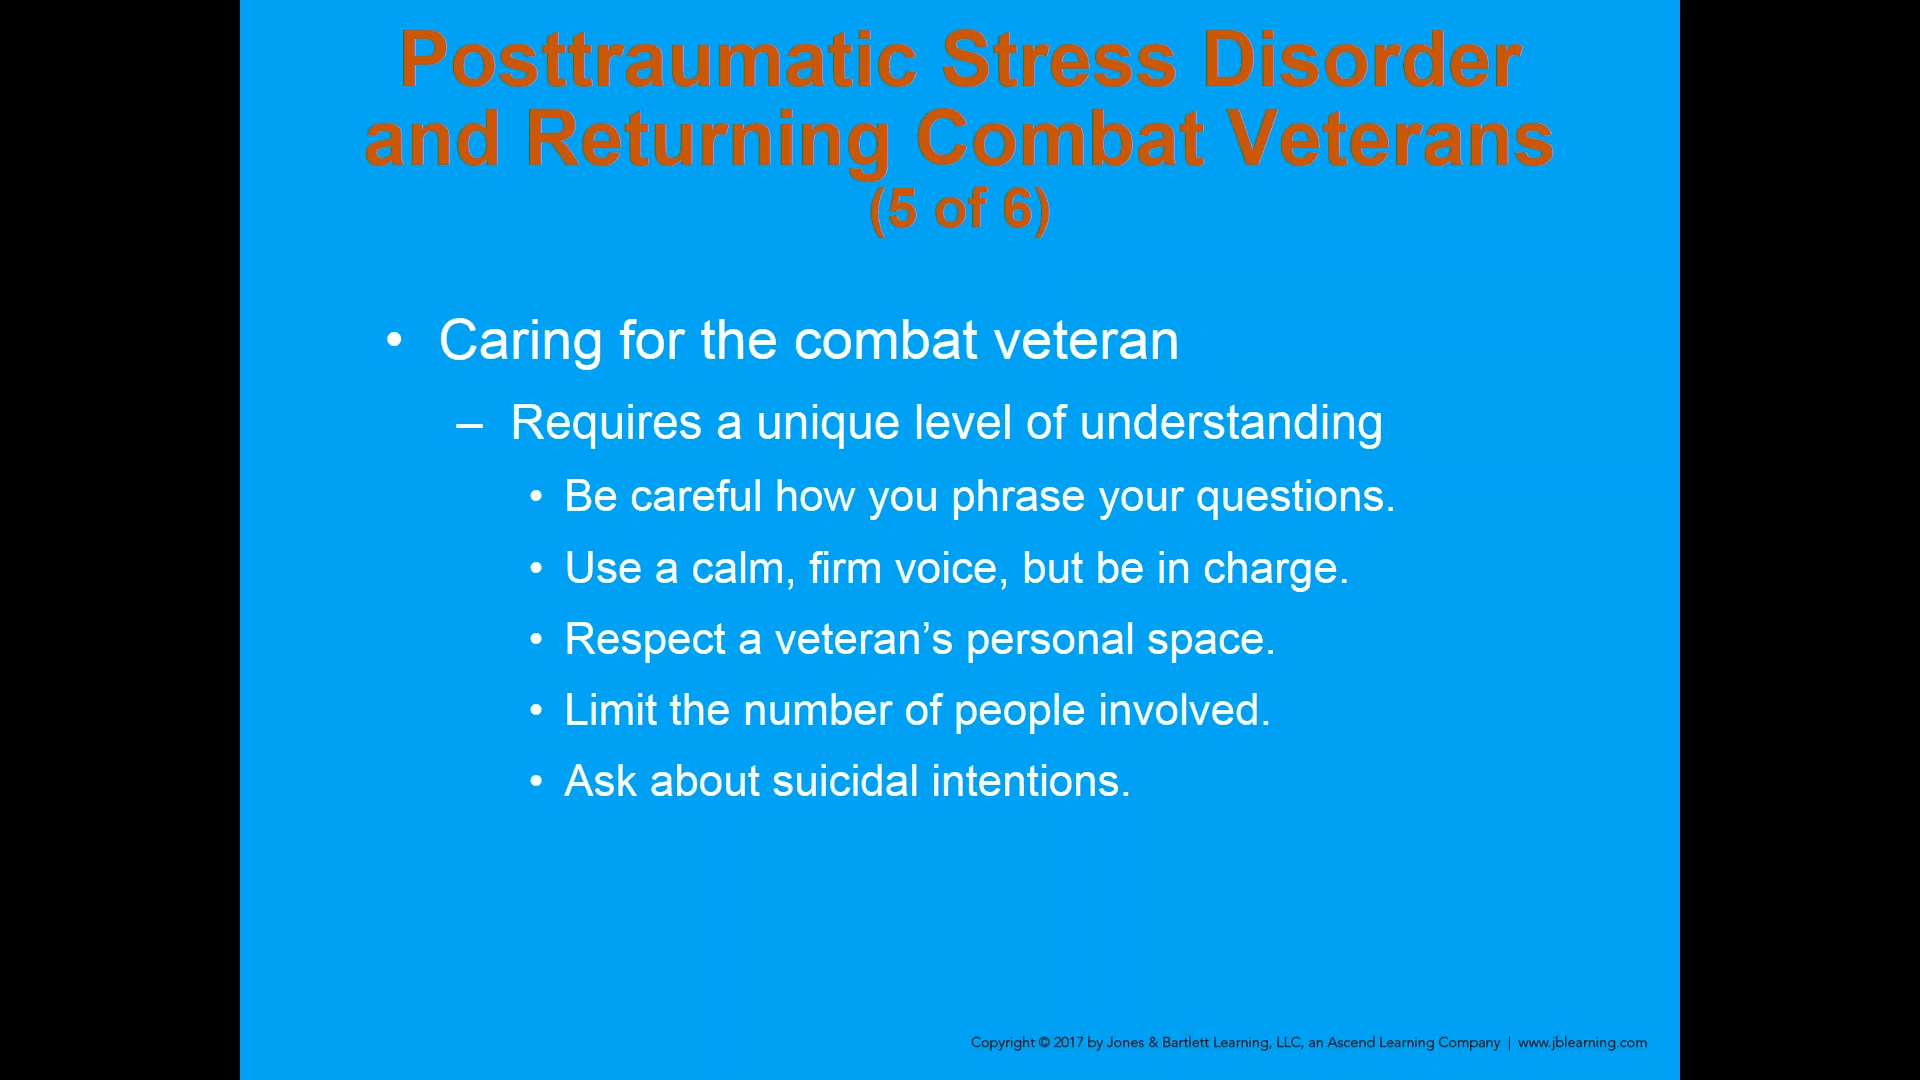 Posttraumatic Stress Disorder
and Returning Combat Veterans
(5 of 6)
• Caring for the combat veteran
– Requires a unique level of understanding
• Be careful how you phrase your questions.
• Use a calm, firm voice, but be in charge.
• Respect a veteran’s personal space.
• Limit the number of people involved.
• Ask about suicidal intentions.
Copyright © 2017 by Jones & Bartlett Learning, LLC, an Ascend Learning Company | www.jblearning.com